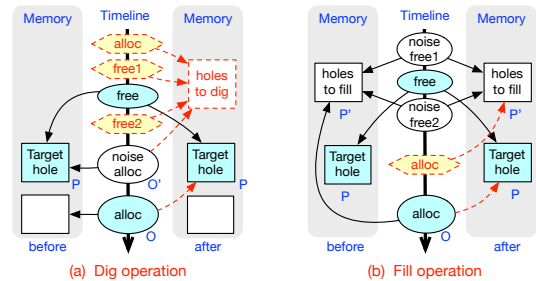 Memory
Timeline
Memory
alloc
free1
free
free2
holes
to dig
Target
hole
P
noise
alloc
O'
Target
hole
P
alloc
O
before
after
(a) Dig operation
Memory
Timeline
Memory
noise
free1
holes
to fill
P'
free
holes
to fill
P'
noise
free2
Target
hole
P
alloc
Target
hole
P
alloc
O
before
after
(b) Fill operation